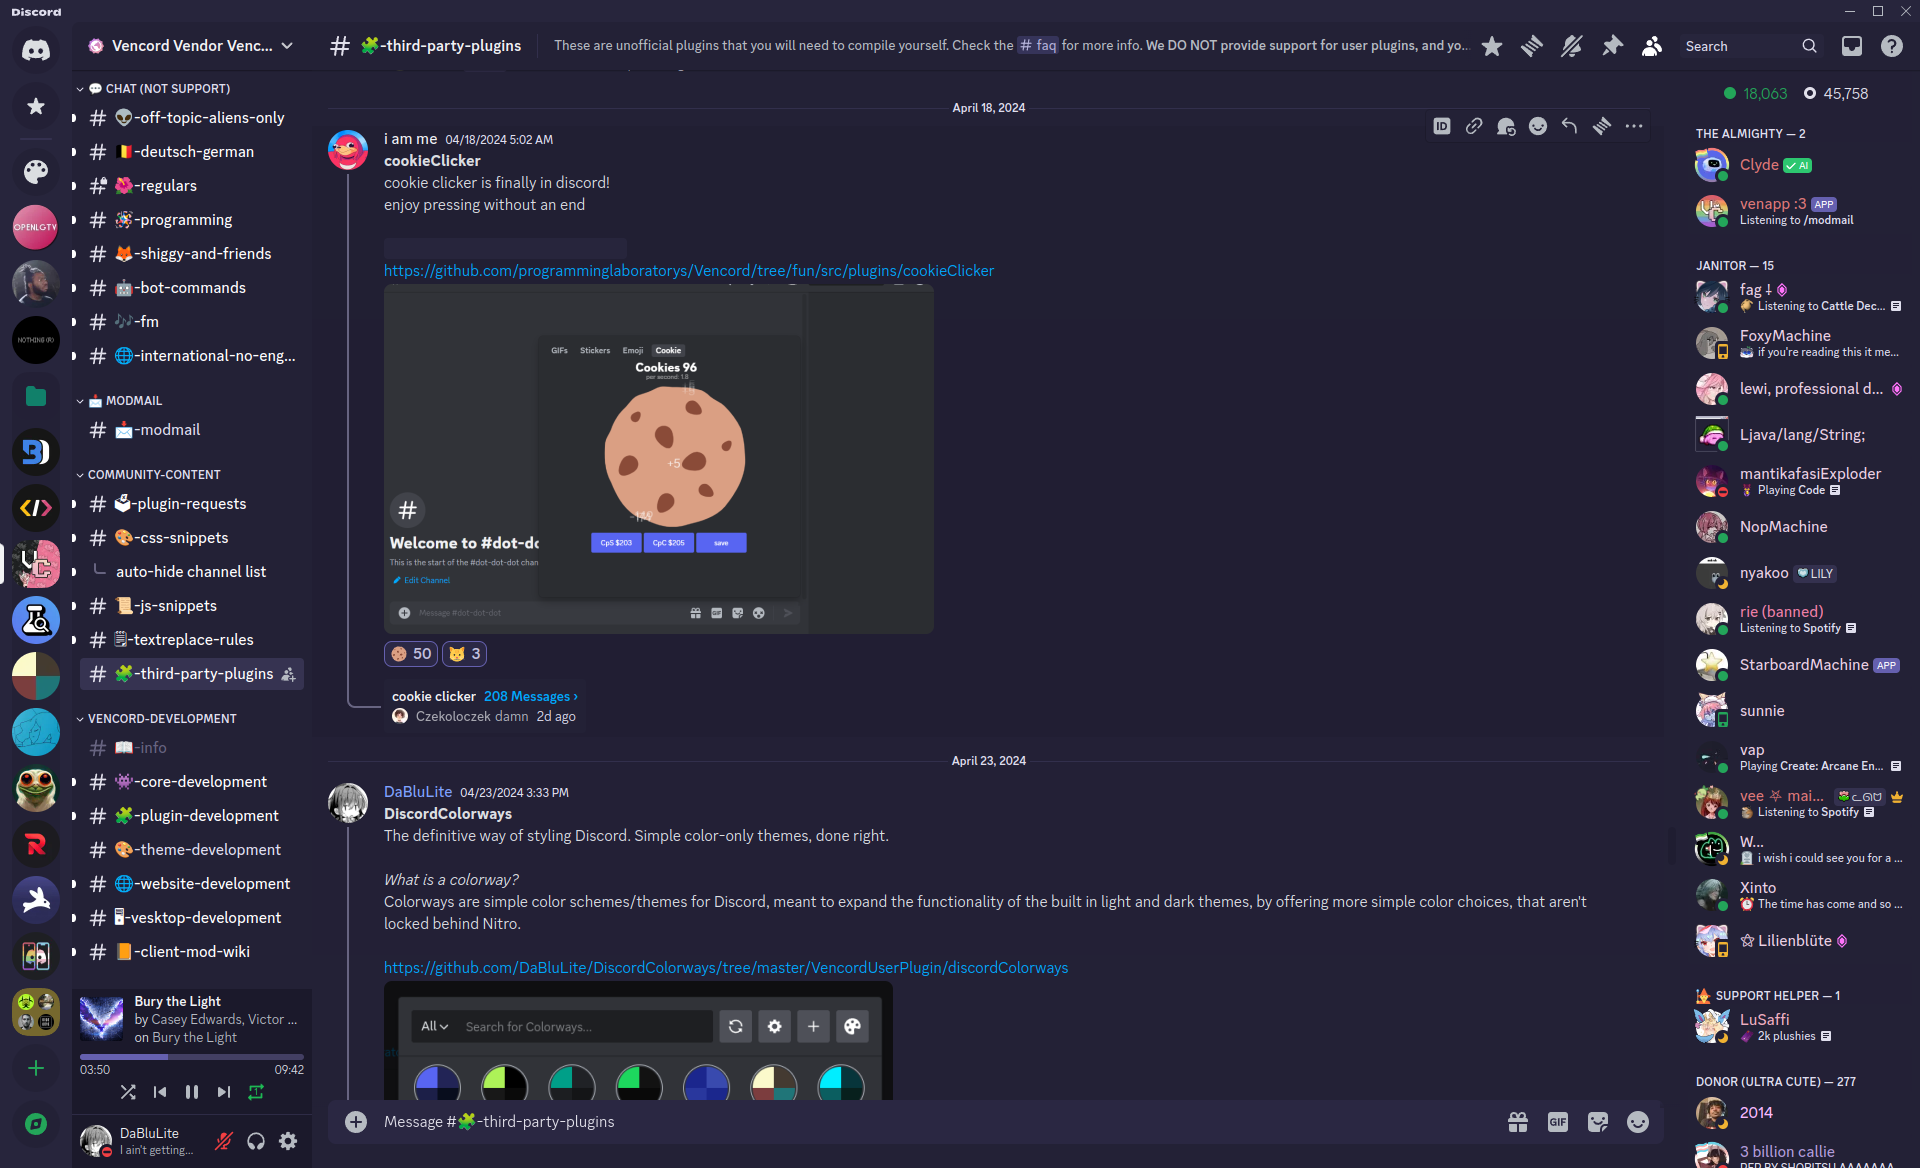 Discord
Vencord Vendor Venc...
CHAT (NOT SUPPORT)
-off-topic-aliens-only
-deutsch-german
-regulars
-programming
-shiggy-and-friends
-bot-commands
-fm
-international-no-eng...
MODMAIL
-modmail
COMMUNITY-CONTENT
-plugin-requests
-css-snippets
auto-hide channel list
-js-snippets
-textreplace-rules
-third-party-plugins
VENCORD-DEVELOPMENT
-info
-core-development
-plugin-development
-theme-development
-website-development
-vesktop-development
-client-mod-wiki
OPENLGTV
NOTHING (R)
Bury the Light
by Casey Edwards, Victor ...
on Bury the Light
03:50 09:42
DaBluLite
I ain't getting...
# -third-party-plugins
These are unofficial plugins that you will need to compile yourself. Check the # faq for more info. We DO NOT provide support for user plugins, and yo...
Search
April 18, 2024
i am me 04/18/2024 5:02 AM
ID
cookieClicker
cookie clicker is finally in discord!
enjoy pressing without an end
https://github.com/programminglaboratorys/Vencord/tree/fun/src/plugins/cookieClicker
GIFs Stickers Emoji Cookie
Cookies 96
per second: 1.8
+5
CpS $203 CpC $205 save
Welcome to #dot-do
This is the start of the #dot-dot-dot chan
Edit Channel
Message #dot-dot-dot
GIF
50 3
cookie clicker 208 Messages ›
Czekoloczek damn 2d ago
April 23, 2024
DaBluLite 04/23/2024 3:33 PM
DiscordColorways
The definitive way of styling Discord. Simple color-only themes, done right.
What is a colorway?
Colorways are simple color schemes/themes for Discord, meant to expand the functionality of the built in light and dark themes, by offering more simple color choices, that aren't
locked behind Nitro.
https://github.com/DaBluLite/DiscordColorways/tree/master/VencordUserPlugin/discordColorways
All Search for Colorways...
Message # -third-party-plugins
GIF
18,063 45,758
THE ALMIGHTY — 2
Clyde ✓ AI
venapp :3 APP
Listening to /modmail
JANITOR — 15
fag
Listening to Cattle Dec...
FoxyMachine
if you're reading this it me...
lewi, professional d...
Ljava/lang/String;
mantikafasiExploder
Playing Code
NopMachine
nyakoo LILY
rie (banned)
Listening to Spotify
StarboardMachine APP
sunnie
vap
Playing Create: Arcane En...
vee ⛧ mai...
Listening to Spotify
W...
i wish i could see you for a ...
Xinto
The time has come and so ...
☆ Lilienblüte
SUPPORT HELPER — 1
LuSaffi
2k plushies
DONOR (ULTRA CUTE) — 277
2014
3 billion callie